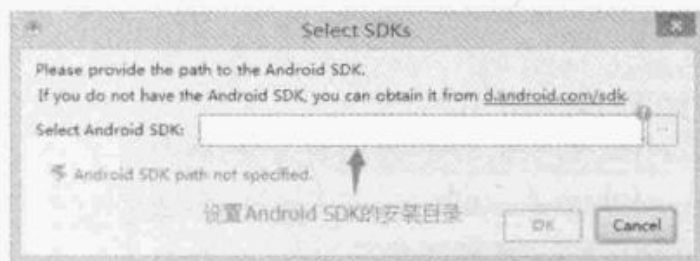 Select SDKs
Please provide the path to the Android SDK.
If you do not have the Android SDK, you can obtain it from d.android.com/sdk.
Select Android SDK:
...
Android SDK path not specified.
设置Android SDK的安装目录
OK
Cancel